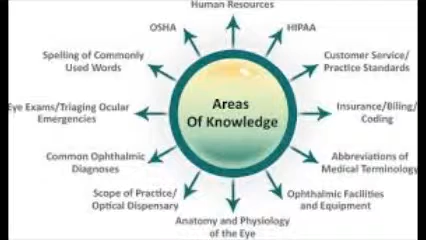 Human Resources
OSHA
HIPAA
Spelling of Commonly
Used Words
Customer Service/
Practice Standards
Eye Exams/Triaging Ocular
Emergencies
Areas
Of Knowledge
Insurance/Biling/
Coding
Common Ophthalmic
Diagnoses
Abbreviations of
Medical Terminology
Scope of Practice/
Optical Dispensary
Ophthalmic Facilities
and Equipment
Anatomy and Physiology
of the Eye